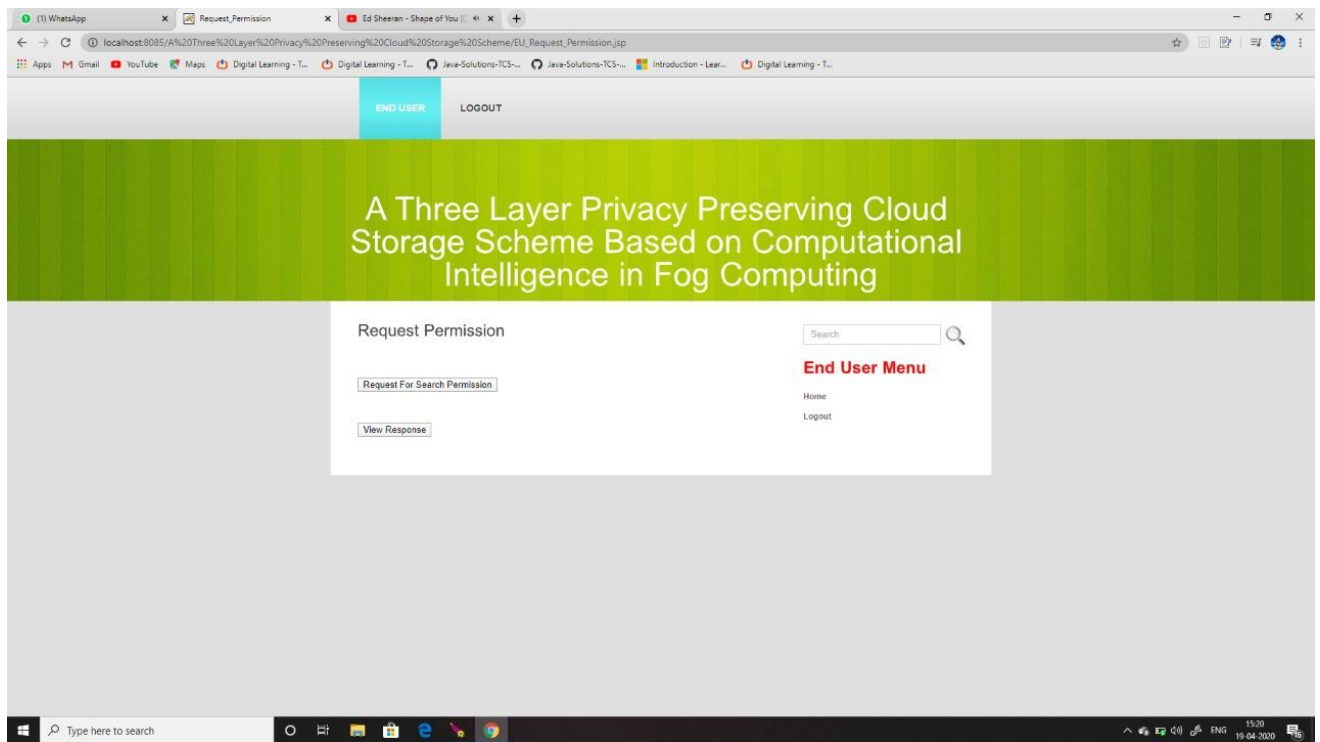 (1) WhatsApp
Request_Permission
Ed Sheeran - Shape of You [
localhost:8085/A%20Three%20Layer%20Privacy%20Preserving%20Cloud%20Storage%20Scheme/EU_Request_Permission.jsp
Apps Gmail YouTube Maps Digital Learning - T... Digital Learning - T... Java-Solutions-TCS-... Java-Solutions-TCS-... Introduction - Lear... Digital Learning - T...
END USER LOGOUT
A Three Layer Privacy Preserving Cloud
Storage Scheme Based on Computational
Intelligence in Fog Computing
Request Permission
Search
End User Menu
Request For Search Permission
Home
Logout
View Response
Type here to search
ENG
15:20
19-04-2020